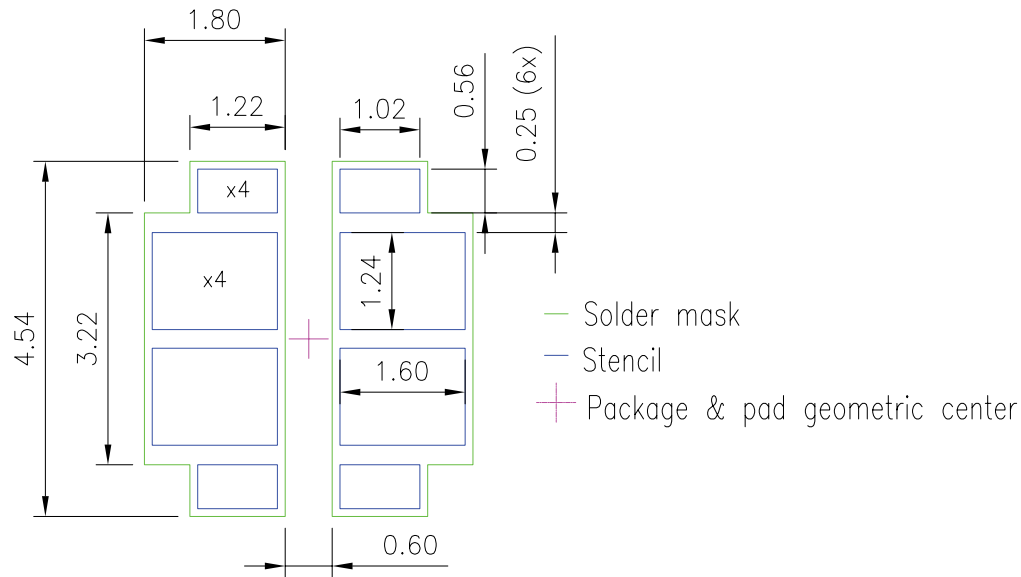 1.80
1.22
1.02
0.56
0.25 (6x)
x4
x4
1.24
4.54
3.22
1.60
0.60
Solder mask
Stencil
Package & pad geometric center